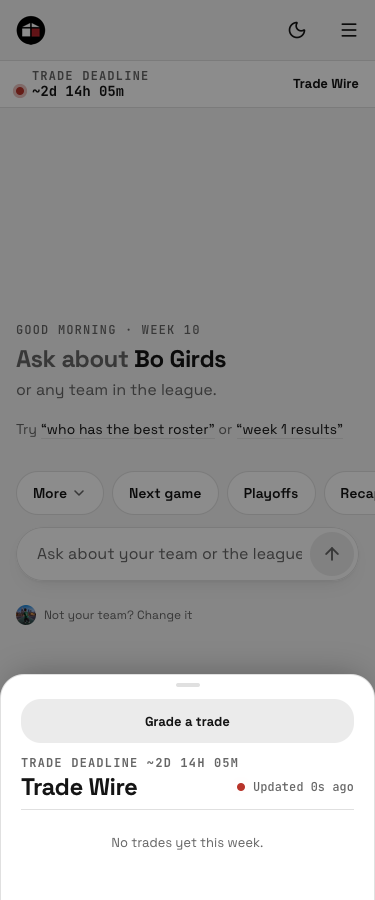 TRADE DEADLINE
~2d 14h 05m
Trade Wire
GOOD MORNING · WEEK 10
Ask about Bo Girds
or any team in the league.
Try “who has the best roster” or “week 1 results”
More
Next game
Playoffs
Recap
Ask about your team or the league
Not your team? Change it
Grade a trade
TRADE DEADLINE ~2D 14H 05M
Trade Wire
Updated 0s ago
No trades yet this week.